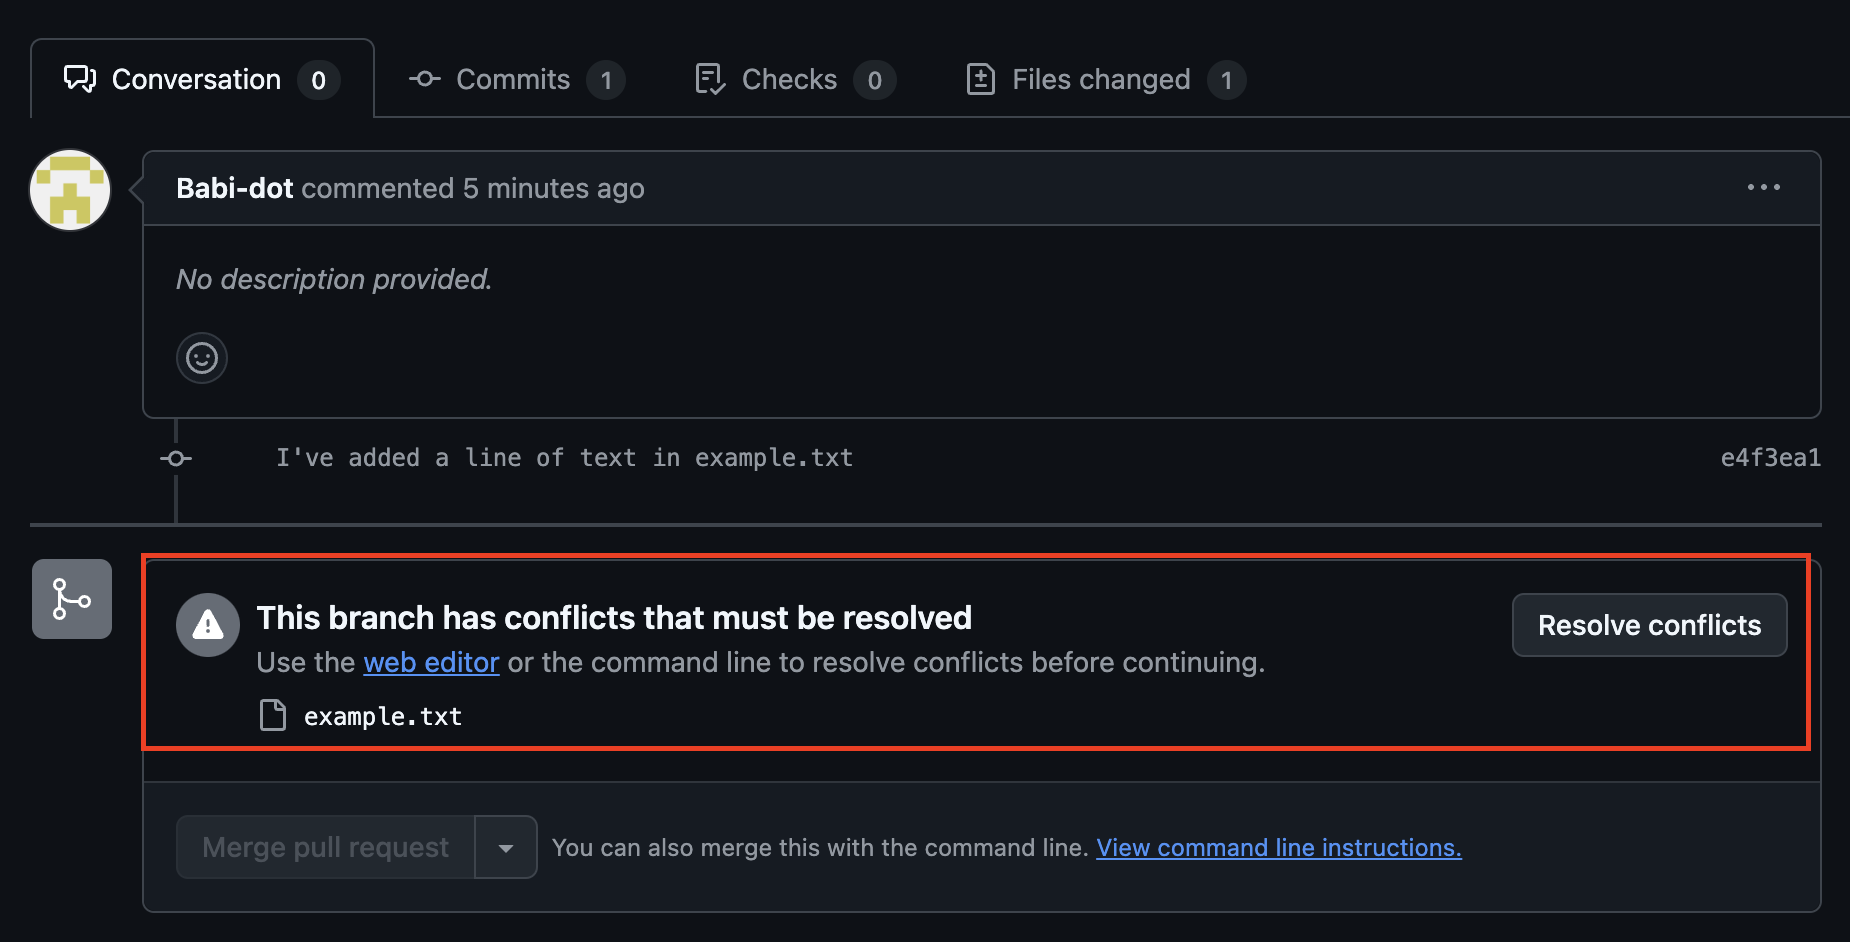 Conversation 0 Commits 1 Checks 0 Files changed 1
Babi-dot commented 5 minutes ago
No description provided.
I've added a line of text in example.txt e4f3ea1
This branch has conflicts that must be resolved
Resolve conflicts
Use the web editor or the command line to resolve conflicts before continuing.
example.txt
Merge pull request You can also merge this with the command line. View command line instructions.